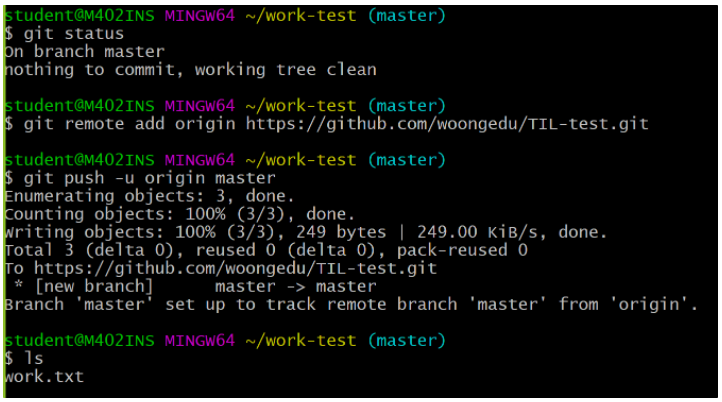 student@M402INS MINGW64 ~/work-test (master)
$ git status
On branch master
nothing to commit, working tree clean
student@M402INS MINGW64 ~/work-test (master)
$ git remote add origin https://github.com/woongedu/TIL-test.git
student@M402INS MINGW64 ~/work-test (master)
$ git push -u origin master
Enumerating objects: 3, done.
Counting objects: 100% (3/3), done.
Writing objects: 100% (3/3), 249 bytes | 249.00 KiB/s, done.
Total 3 (delta 0), reused 0 (delta 0), pack-reused 0
To https://github.com/woongedu/TIL-test.git
 * [new branch]      master -> master
Branch 'master' set up to track remote branch 'master' from 'origin'.
student@M402INS MINGW64 ~/work-test (master)
$ ls
work.txt